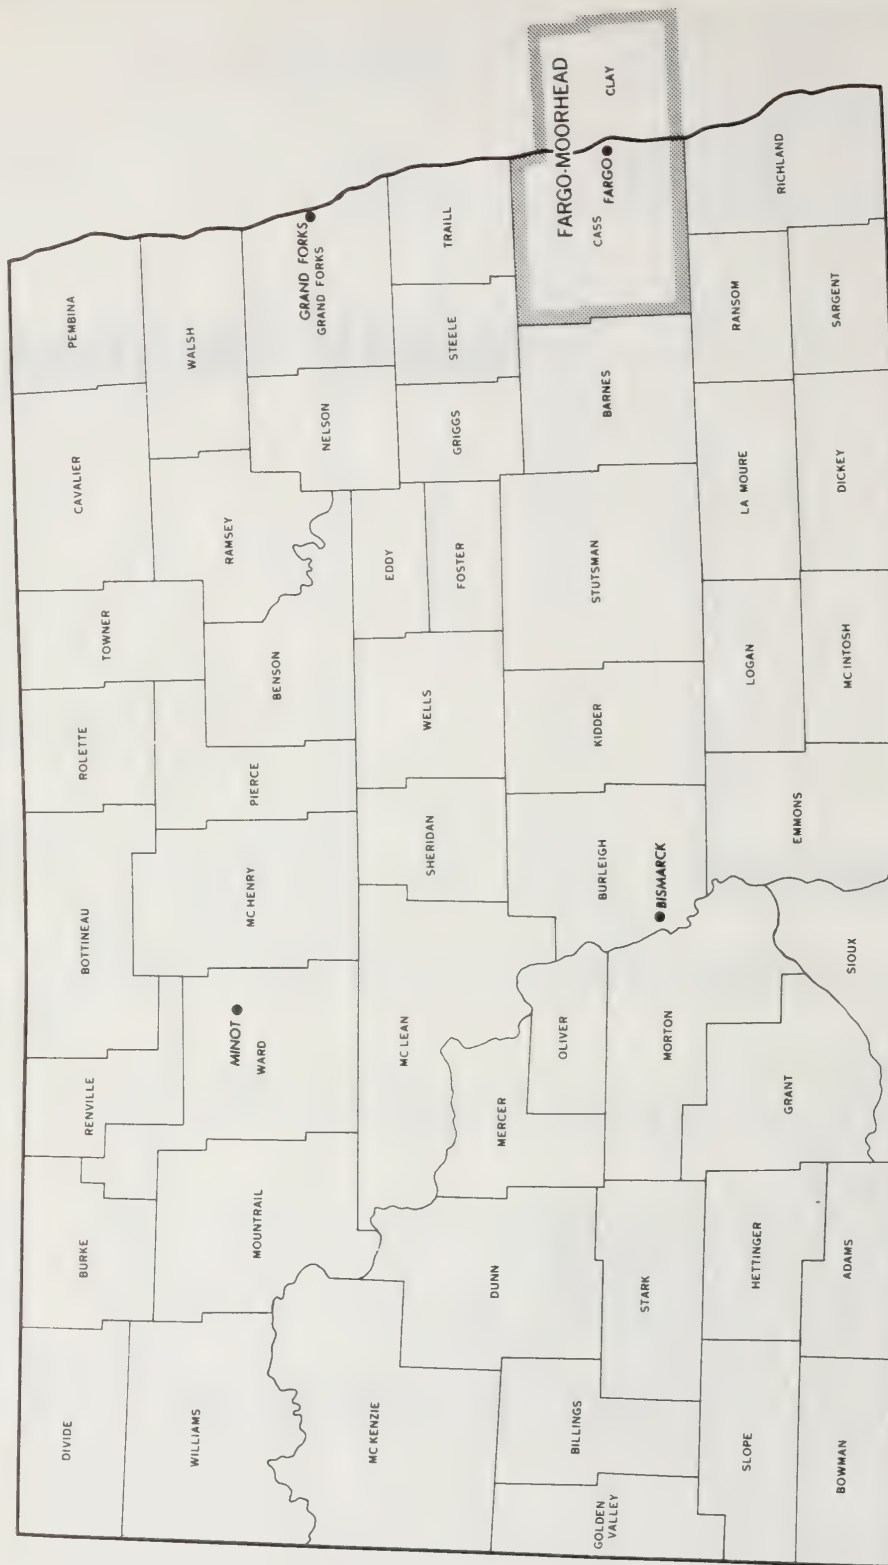 DIVIDE
BURKE
RENVILLE
BOTTINEAU
ROLETTE
TOWNER
CAVALIER
PEMBINA
WILLIAMS
MOUNTRAIL
MINOT
WARD
MC HENRY
PIERCE
BENSON
RAMSEY
WALSH
NELSON
GRAND FORKS
GRAND FORKS
MC KENZIE
DUNN
MERCER
MC LEAN
SHERIDAN
WELLS
EDDY
FOSTER
GRIGGS
STEELE
TRAILL
GOLDEN
VALLEY
BILLINGS
STARK
OLIVER
MORTON
BURLEIGH
BISMARCK
KIDDER
STUTSMAN
BARNES
FARGO-MOORHEAD
CASS
FARGO
CLAY
SLOPE
HETTINGER
GRANT
SIOUX
EMMONS
LOGAN
LA MOURE
RANSOM
RICHLAND
BOWMAN
ADAMS
MC INTOSH
DICKEY
SARGENT